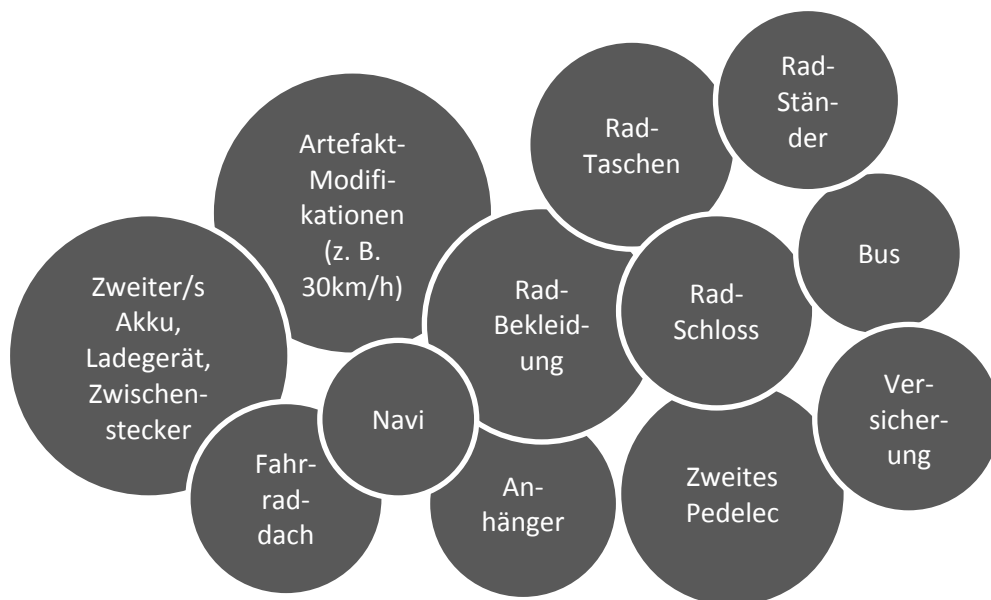 Artefakt-
Modifi-
kationen
(z. B.
30km/h)
Rad-
Taschen
Rad-
Stän-
der
Zweiter/s
Akku,
Ladegerät,
Zwischen-
stecker
Rad-
Bekleid-
ung
Rad-
Schloss
Bus
Navi
Ver-
sicher-
ung
Fahr-
rad-
dach
An-
hänger
Zweites
Pedelec